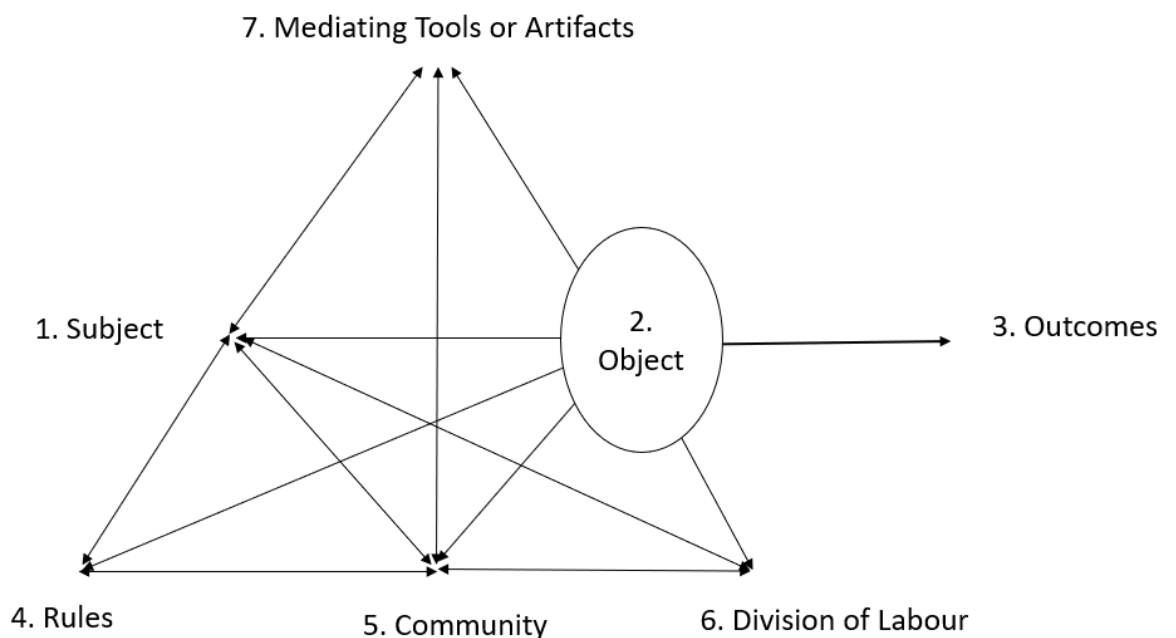 7. Mediating Tools or Artifacts
1. Subject
2.
Object
3. Outcomes
4. Rules
5. Community
6. Division of Labour